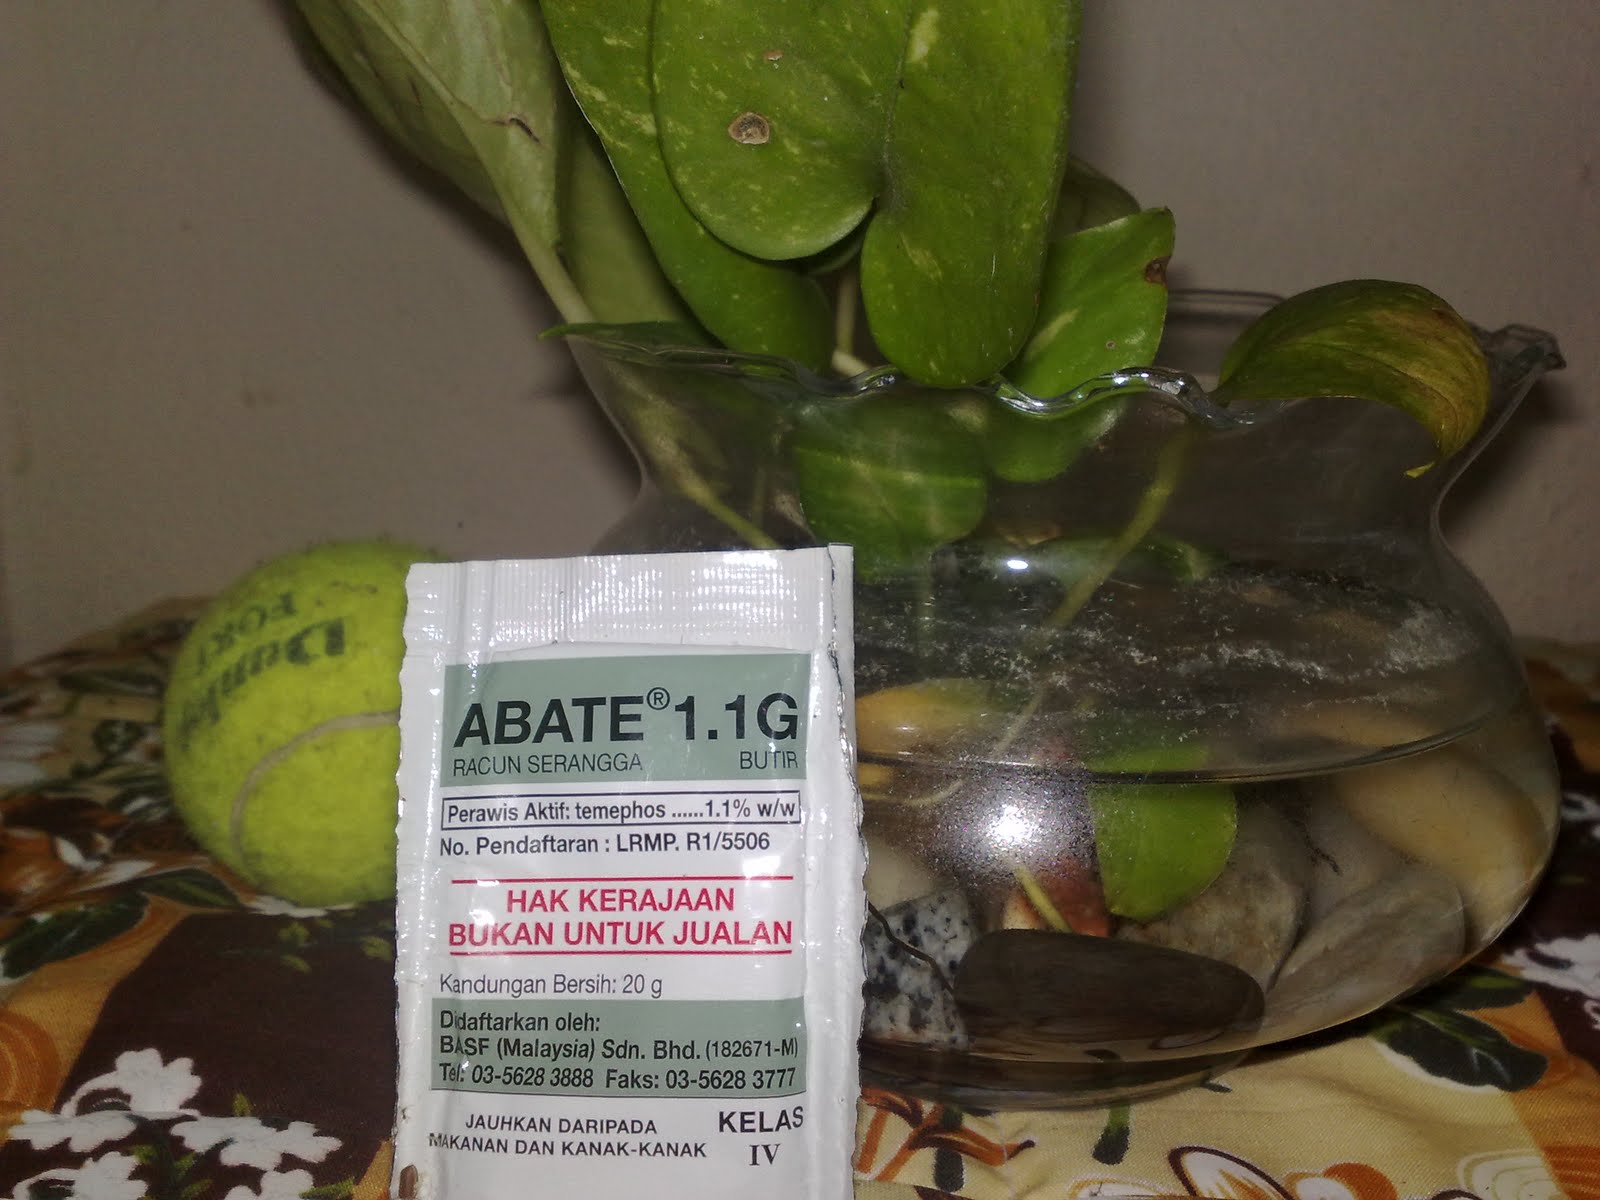 Dunlop
FORT
ABATE® 1.1G
RACUN SERANGGA BUTIR
Perawis Aktif: temephos ......1.1% w/w
No. Pendaftaran : LRMP. R1/5506
HAK KERAJAAN
BUKAN UNTUK JUALAN
Kandungan Bersih: 20 g
Didaftarkan oleh:
BASF (Malaysia) Sdn. Bhd. (182671-M)
Tel: 03-5628 3888 Faks: 03-5628 3777
JAUHKAN DARIPADA
MAKANAN DAN KANAK-KANAK
KELAS
IV